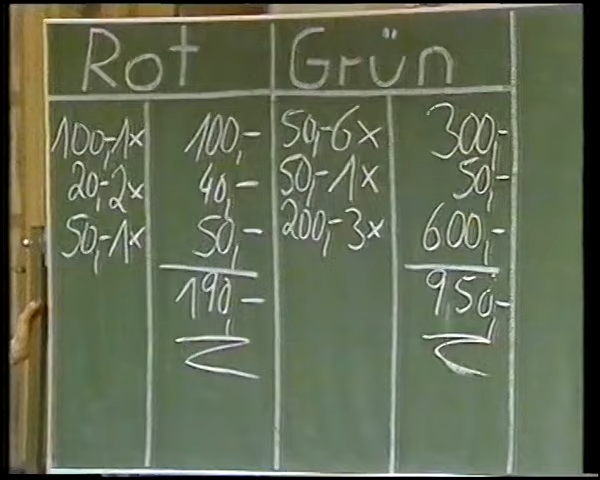 Rot Grün
100,- 1x 100,- 50,- 6x 300,-
20,- 2x 40,- 50,- 1x 50,-
50,- 1x 50,- 200,- 3x 600,-
190,- 950,-